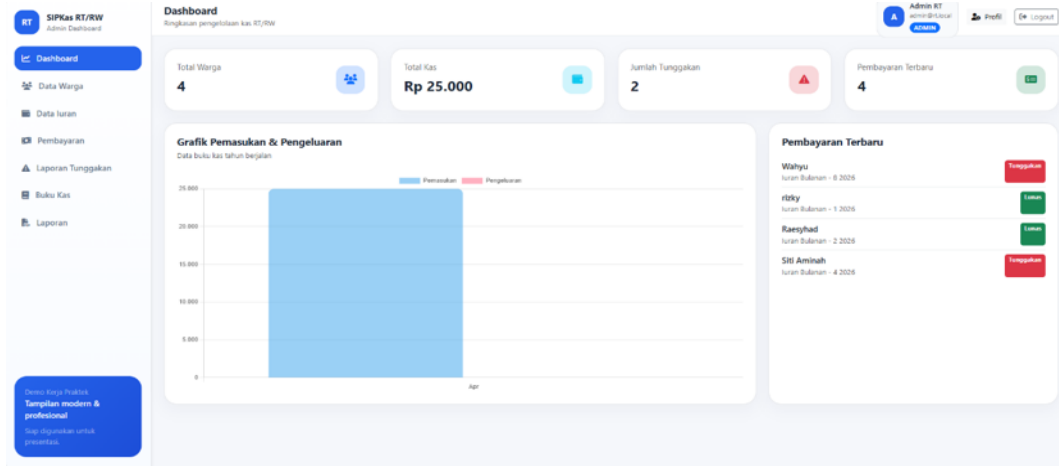 RT
SIPKas RT/RW
Admin Dashboard
Dashboard
Data Warga
Data Iuran
Pembayaran
Laporan Tunggakan
Buku Kas
Laporan
Demo Kerja Praktek
Tampilan modern &
profesional
Siap digunakan untuk
presentasi.
Dashboard
Ringkasan pengelolaan kas RT/RW
A
Admin RT
admin@rt.local
ADMIN
Profil
Logout
Total Warga
4
Total Kas
Rp 25.000
Jumlah Tunggakan
2
Pembayaran Terbaru
4
Grafik Pemasukan & Pengeluaran
Data buku kas tahun berjalan
Pemasukan Pengeluaran
25.000
20.000
15.000
10.000
5.000
0
Apr
Pembayaran Terbaru
Wahyu
Iuran Bulanan - 0 2026
Tunggakan
rizky
Iuran Bulanan - 1 2026
Lunas
Raesyhad
Iuran Bulanan - 2 2026
Lunas
Siti Aminah
Iuran Bulanan - 4 2026
Tunggakan